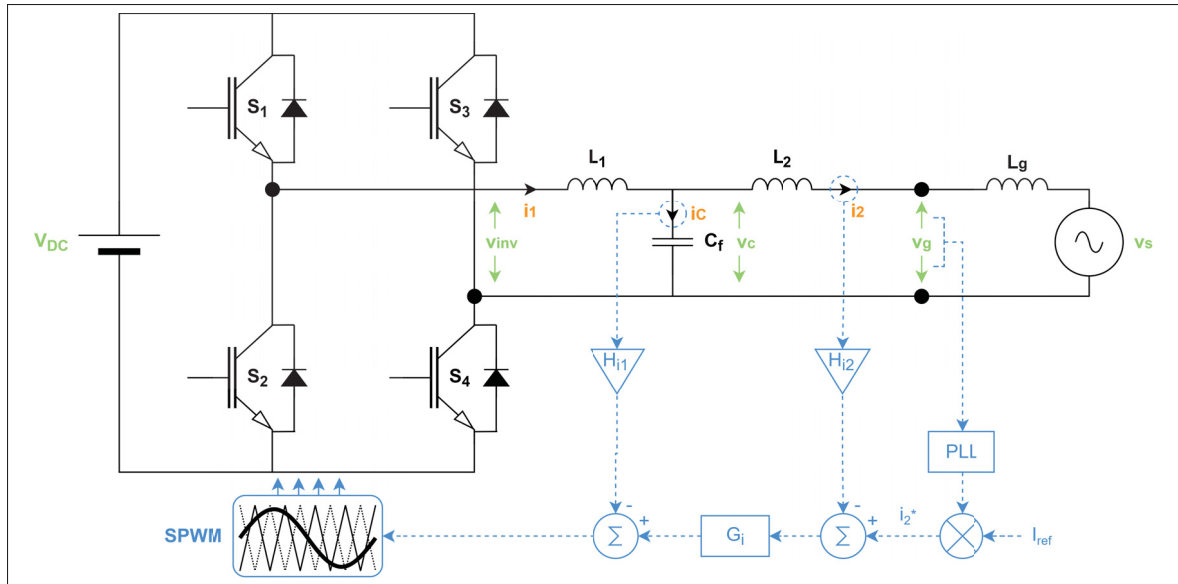 S1
S3
L1
L2
Lg
i1
iC
i2
VDC
vinv
Cf
vc
vg
vs
S2
S4
Hi1
Hi2
PLL
-
-
SPWM
Σ
+
Gi
Σ
+
i2*
Iref